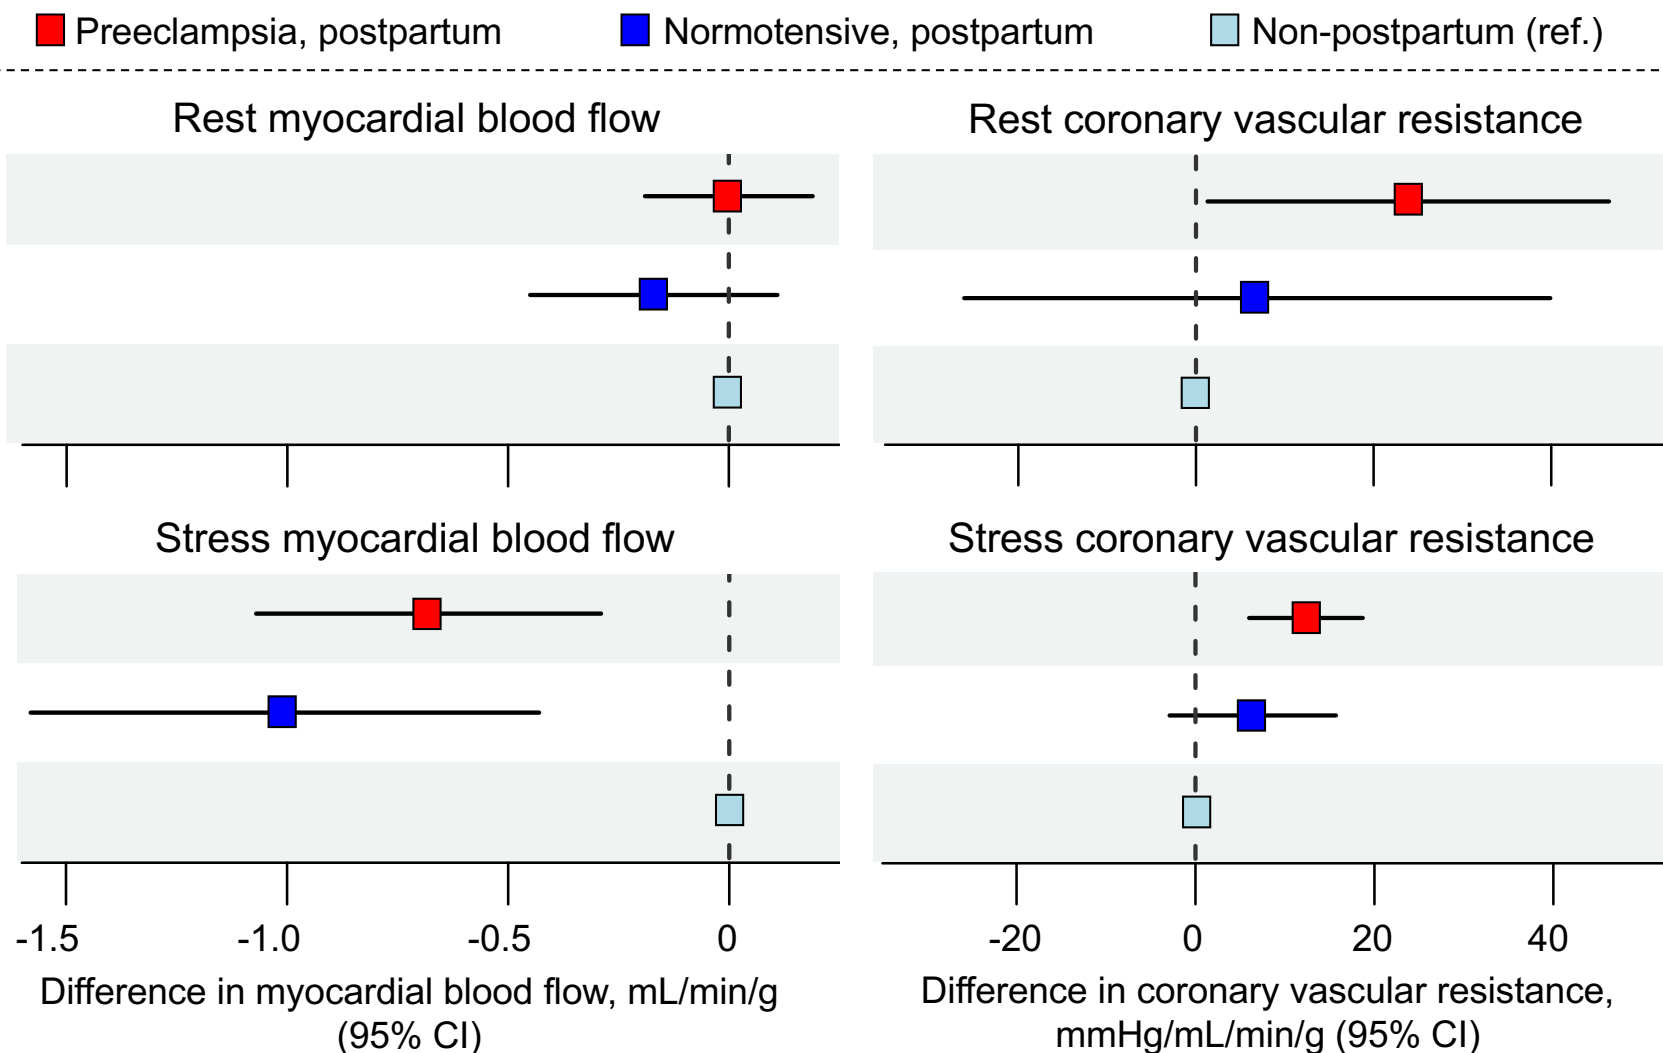 Preeclampsia, postpartum
Normotensive, postpartum
Non-postpartum (ref.)
Rest myocardial blood flow
Rest coronary vascular resistance
Stress myocardial blood flow
Stress coronary vascular resistance
-1.5 -1.0 -0.5 0
-20 0 20 40
Difference in myocardial blood flow, mL/min/g
(95% CI)
Difference in coronary vascular resistance,
mmHg/mL/min/g (95% CI)